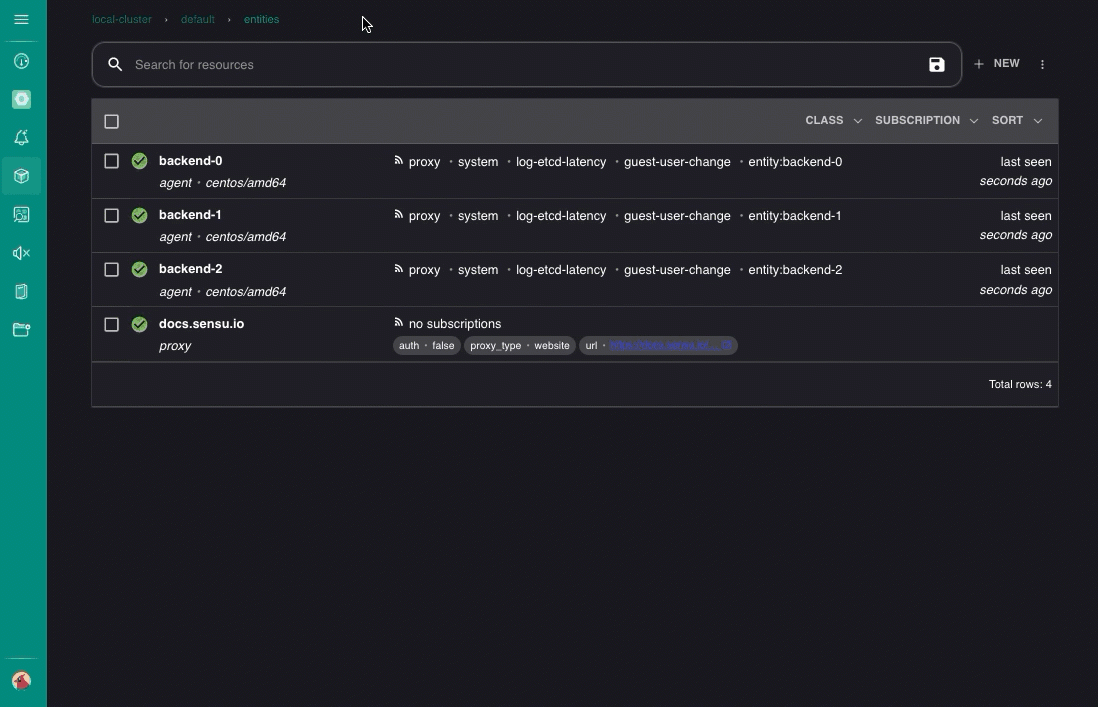 local-cluster › default › entities
Search for resources
NEW
CLASS SUBSCRIPTION SORT
backend-0 proxy • system • log-etcd-latency • guest-user-change • entity:backend-0 last seen
agent • centos/amd64 seconds ago
backend-1 proxy • system • log-etcd-latency • guest-user-change • entity:backend-1 last seen
agent • centos/amd64 seconds ago
backend-2 proxy • system • log-etcd-latency • guest-user-change • entity:backend-2 last seen
agent • centos/amd64 seconds ago
docs.sensu.io no subscriptions
proxy auth • false proxy_type • website url •
Total rows: 4